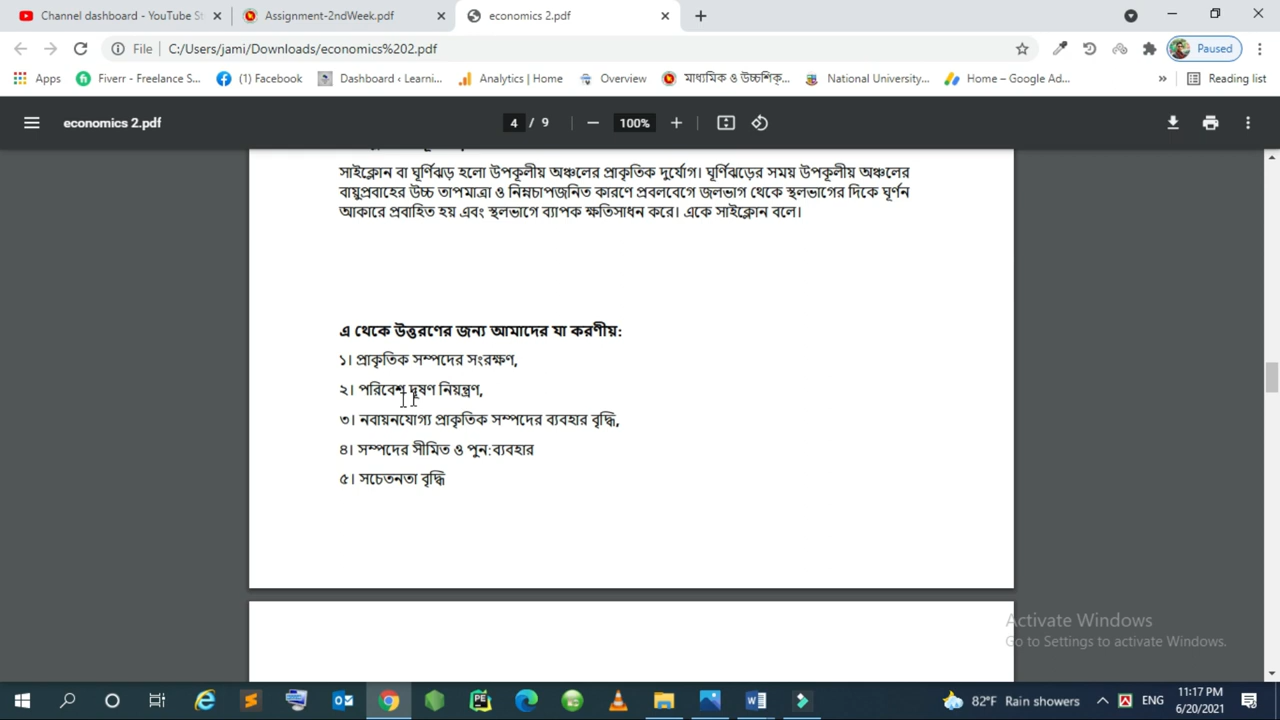 Channel dashboard - YouTube St
Assignment-2ndWeek.pdf
economics 2.pdf
File
C:/Users/jami/Downloads/economics%202.pdf
Paused
Apps
Fiverr - Freelance S...
(1) Facebook
Dashboard ‹ Learni...
Analytics | Home
Overview
মাধ্যমিক ও উচ্চশিক্...
National University...
Home – Google Ad...
»
Reading list
economics 2.pdf
4 / 9
100%
সাইক্লোন বা ঘূর্ণিঝড় হলো উপকূলীয় অঞ্চলের প্রাকৃতিক দুর্যোগ। ঘূর্ণিঝড়ের সময় উপকূলীয় অঞ্চলের
বায়ুপ্রবাহের উচ্চ তাপমাত্রা ও নিম্নচাপজনিত কারণে প্রবলবেগে জলভাগ থেকে স্থলভাগের দিকে ঘূর্ণন
আকারে প্রবাহিত হয় এবং স্থলভাগে ব্যাপক ক্ষতিসাধন করে। একে সাইক্লোন বলে।
এ থেকে উত্তরণের জন্য আমাদের যা করণীয়:
১। প্রাকৃতিক সম্পদের সংরক্ষণ,
২। পরিবেশ দূষণ নিয়ন্ত্রণ,
৩। নবায়নযোগ্য প্রাকৃতিক সম্পদের ব্যবহার বৃদ্ধি,
৪। সম্পদের সীমিত ও পুন:ব্যবহার
৫। সচেতনতা বৃদ্ধি
Activate Windows
Go to Settings to activate Windows.
82°F Rain showers
ENG
11:17 PM
6/20/2021